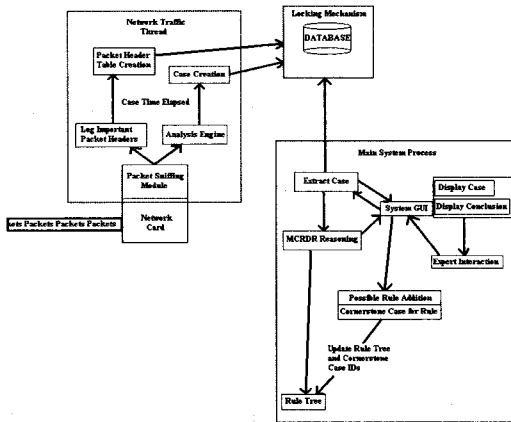 Network Traffic
Thread
Packet Header
Table Creation
Case Creation
Case Time Elapsed
Log Important
Packet Headers
Analysis Engine
Packet Sniffing
Module
Network
Card
kets Packets Packets Packets
Locking Mechanism
DATABASE
Main System Process
Extract Case
Display Case
System GUI
Display Conclusion
MCRDR Reasoning
Expert Interaction
Possible Rule Addition
Cornerstone Case for Rule
Update Rule Tree
and Cornerstone
Case IDs
Rule Tree